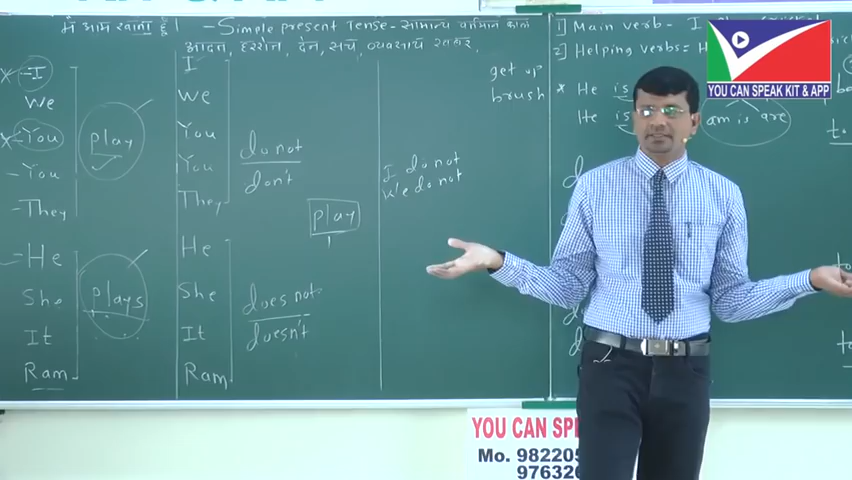 मैं आम खाता हूँ। - Simple present Tense - सामान्य वर्तमान काल
आदत, हररोज, देन, सच, व्यवसाय खबर,
x - I
We
x - You
- You
- They
play
- He
She
It
Ram
plays
I
We
You
You
They
do not
don't
He
She
It
Ram
does not
doesn't
play
I do not
We do not
get up
brush
1] Main verb - I
2] Helping verbs = H
* He is
He is
am is are
YOU CAN SPEAK KIT & APP
YOU CAN SPE
Mo. 98220
976326